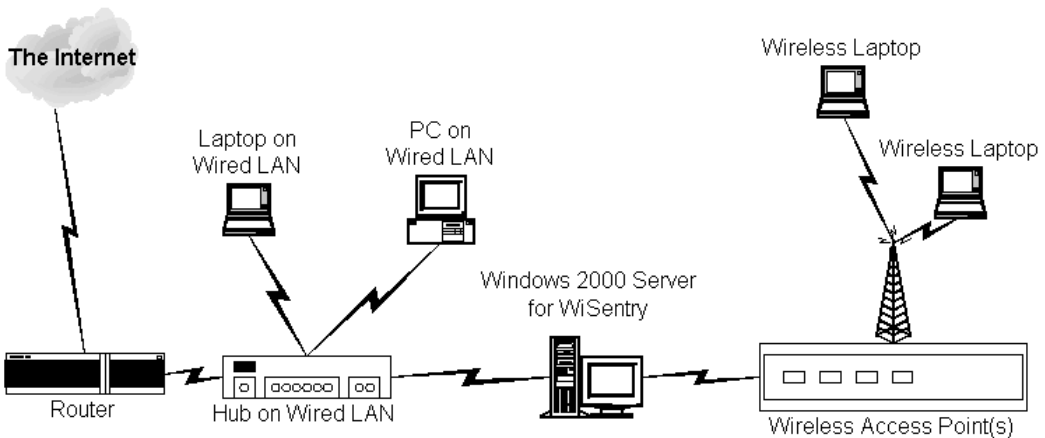 The Internet
Wireless Laptop
Laptop on
Wired LAN
PC on
Wired LAN
Wireless Laptop
Windows 2000 Server
for WiSentry
Router
Hub on Wired LAN
Wireless Access Point(s)